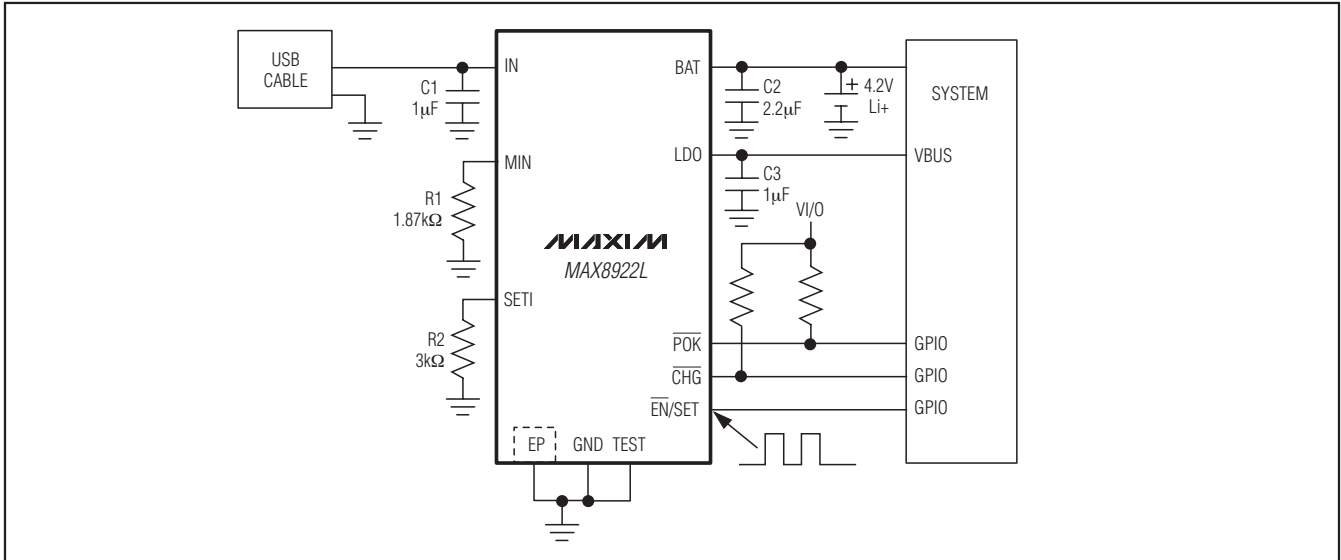 USB
CABLE
C1
1µF
IN
MIN
R1
1.87kΩ
SETI
R2
3kΩ
MAXIM
MAX8922L
EP
GND
TEST
BAT
LDO
POK
CHG
EN/SET
C2
2.2µF
+
4.2V
Li+
C3
1µF
VI/O
SYSTEM
VBUS
GPIO
GPIO
GPIO